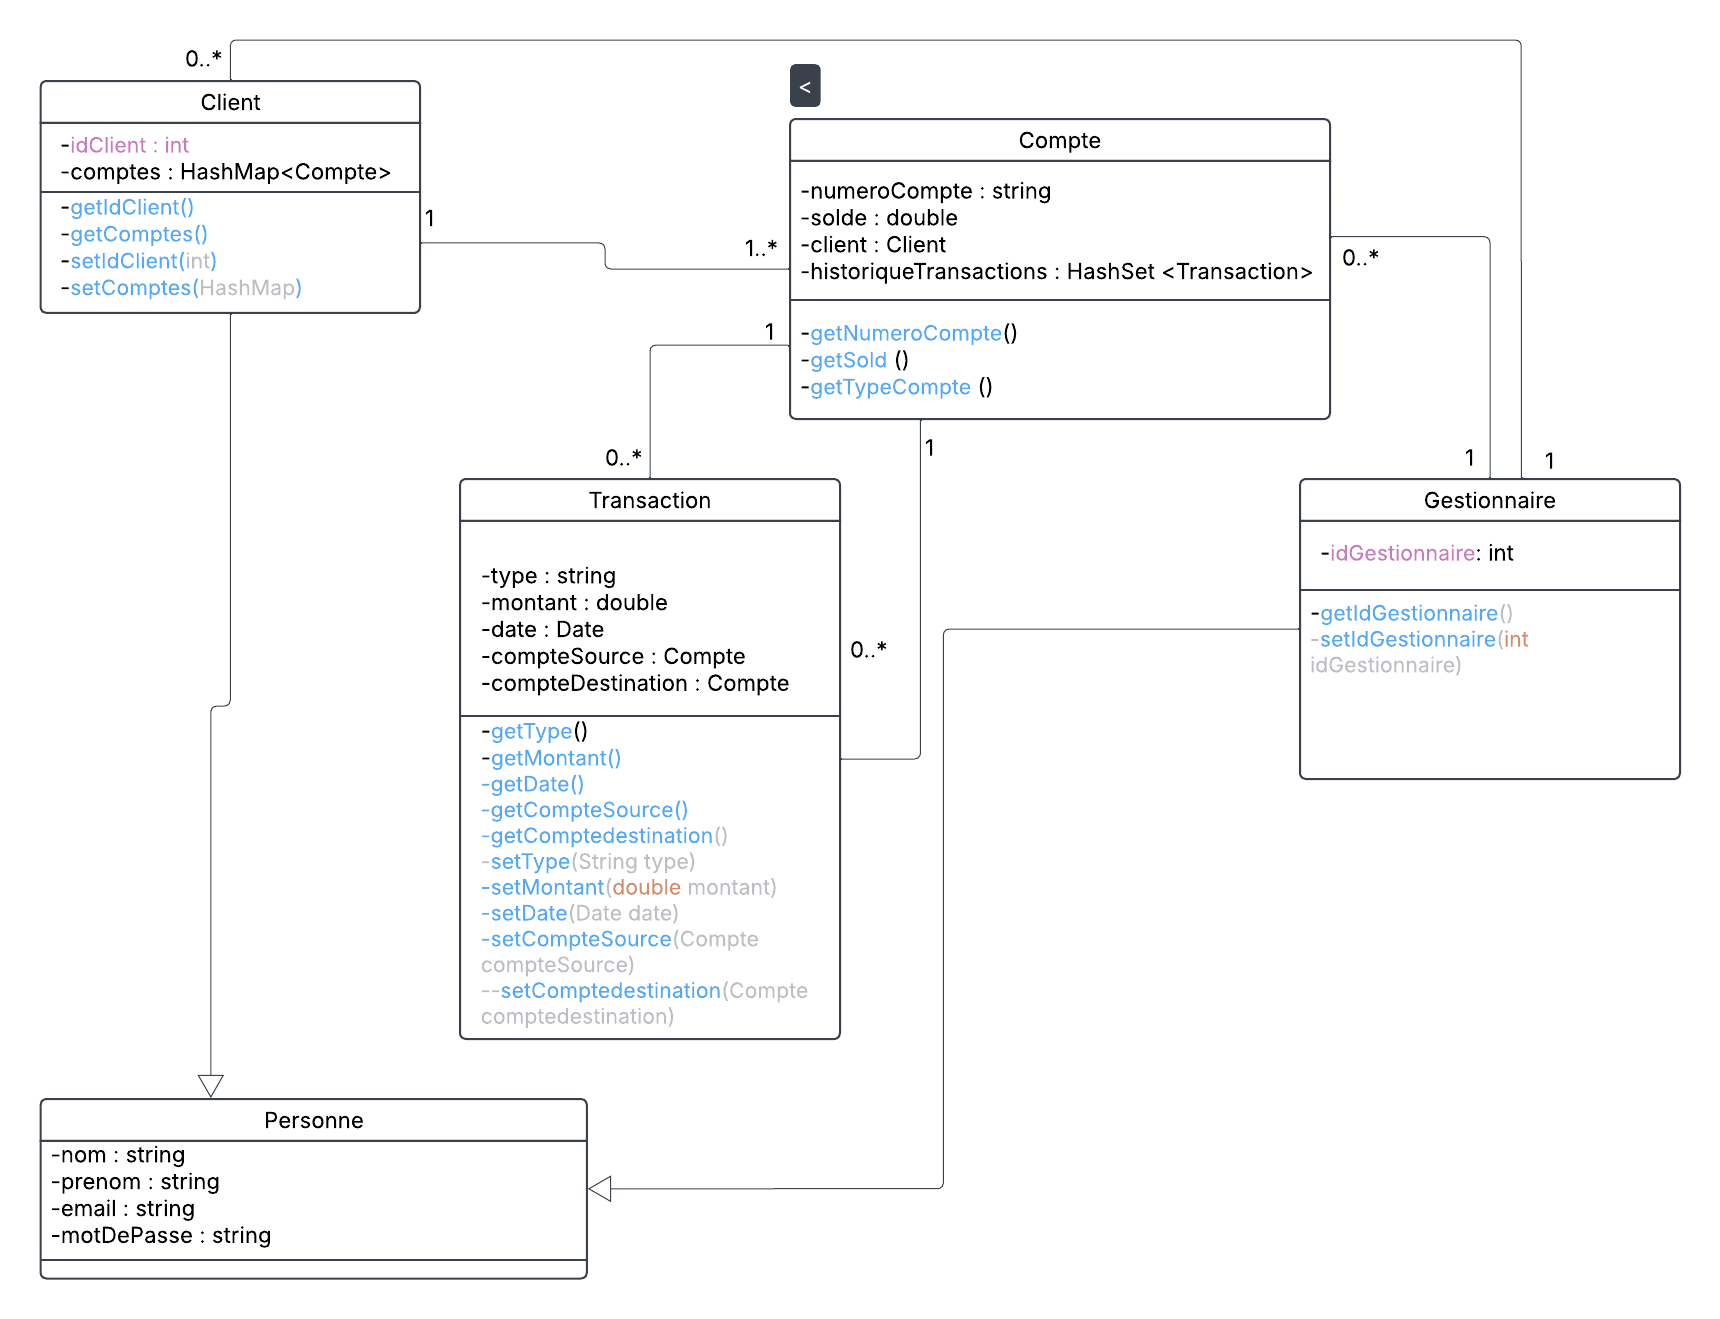 0..*
Client
-idClient : int
-comptes : HashMap<Compte>
-getIdClient()
-getComptes()
-setIdClient(int)
-setComptes(HashMap)
1
1..*
<
Compte
-numeroCompte : string
-solde : double
-client : Client
-historiqueTransactions : HashSet <Transaction>
-getNumeroCompte()
-getSold ()
-getTypeCompte ()
0..*
1
0..*
1
1
1
Transaction
-type : string
-montant : double
-date : Date
-compteSource : Compte
-compteDestination : Compte
-getType()
-getMontant()
-getDate()
-getCompteSource()
-getComptedestination()
-setType(String type)
-setMontant(double montant)
-setDate(Date date)
-setCompteSource(Compte
compteSource)
--setComptedestination(Compte
comptedestination)
0..*
Gestionnaire
-idGestionnaire: int
-getIdGestionnaire()
-setIdGestionnaire(int
idGestionnaire)
Personne
-nom : string
-prenom : string
-email : string
-motDePasse : string